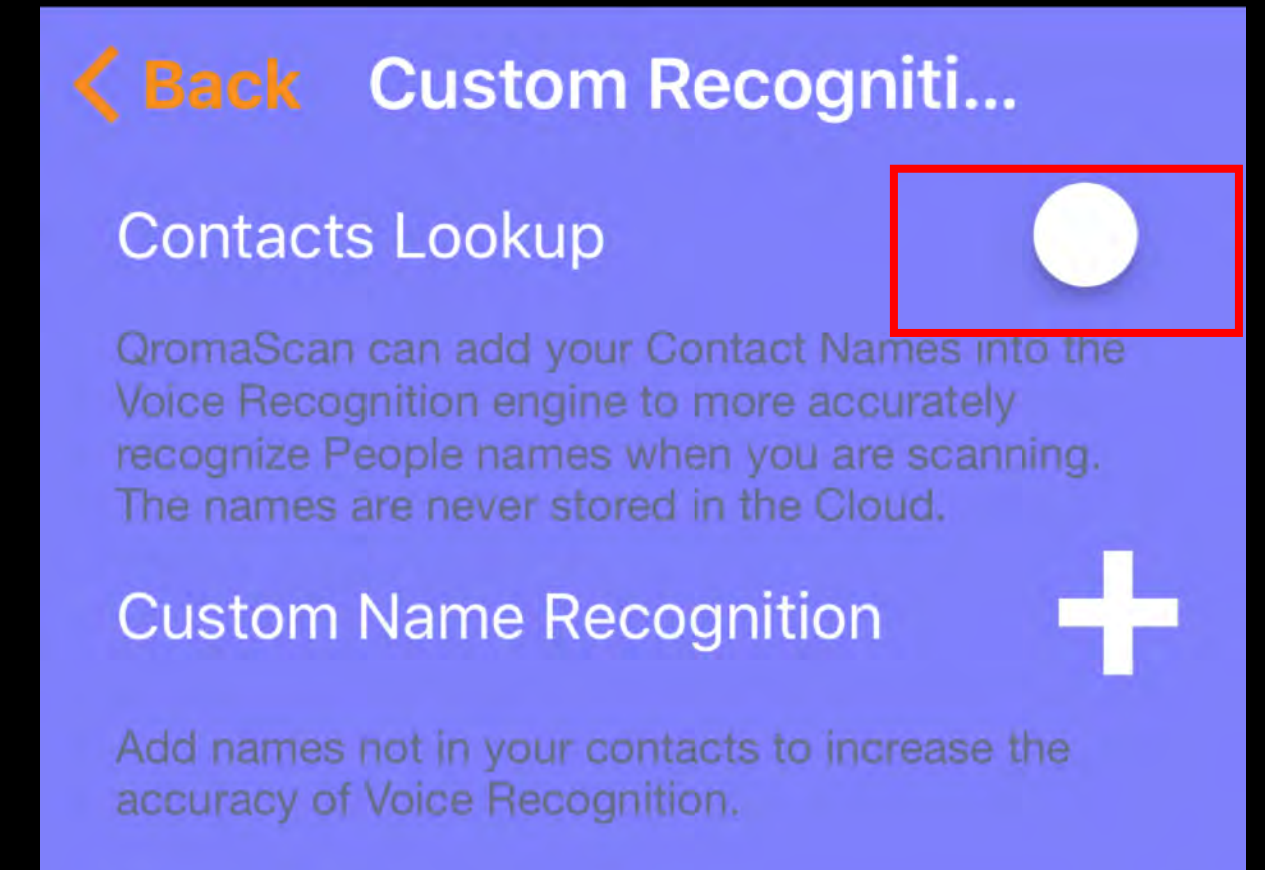 Back Custom Recogniti...
Contacts Lookup
QromaScan can add your Contact Names into the
Voice Recognition engine to more accurately
recognize People names when you are scanning.
The names are never stored in the Cloud.
Custom Name Recognition
Add names not in your contacts to increase the
accuracy of Voice Recognition.